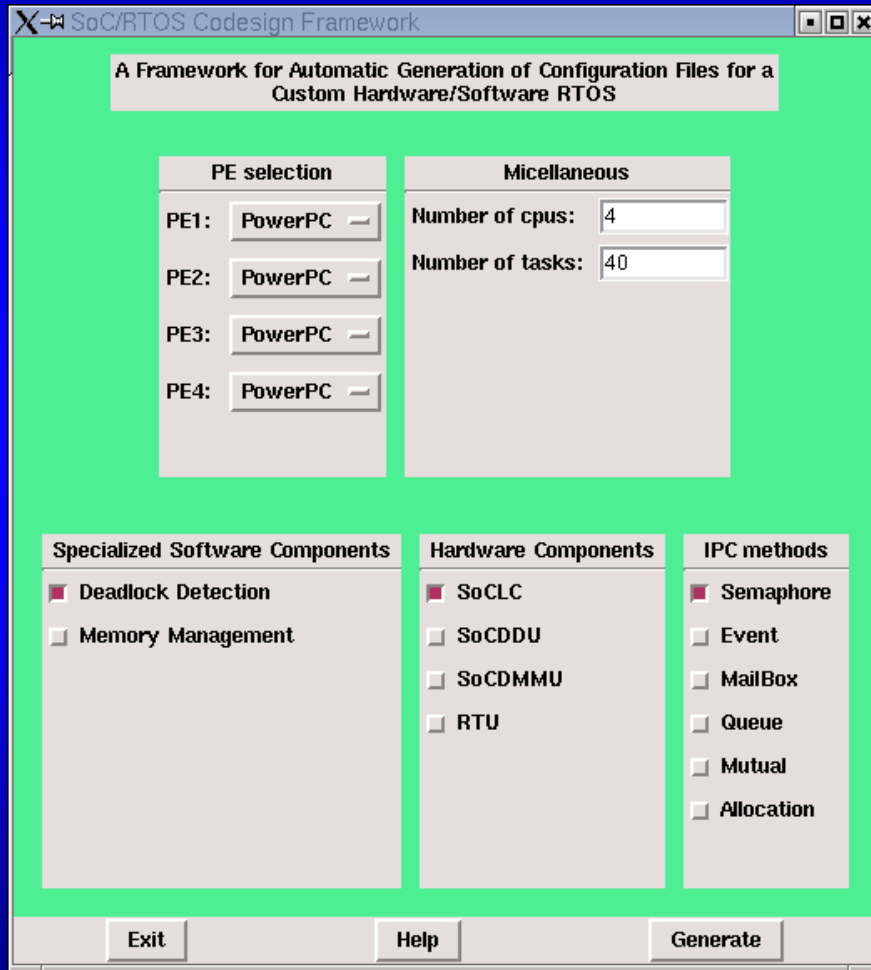 SoC/RTOS Codesign Framework
A Framework for Automatic Generation of Configuration Files for a
Custom Hardware/Software RTOS
PE selection
PE1: PowerPC
PE2: PowerPC
PE3: PowerPC
PE4: PowerPC
Micellaneous
Number of cpus: 4
Number of tasks: 40
Specialized Software Components
Deadlock Detection
Memory Management
Hardware Components
SoCLC
SoCDDU
SoCDMMU
RTU
IPC methods
Semaphore
Event
MailBox
Queue
Mutual
Allocation
Exit
Help
Generate